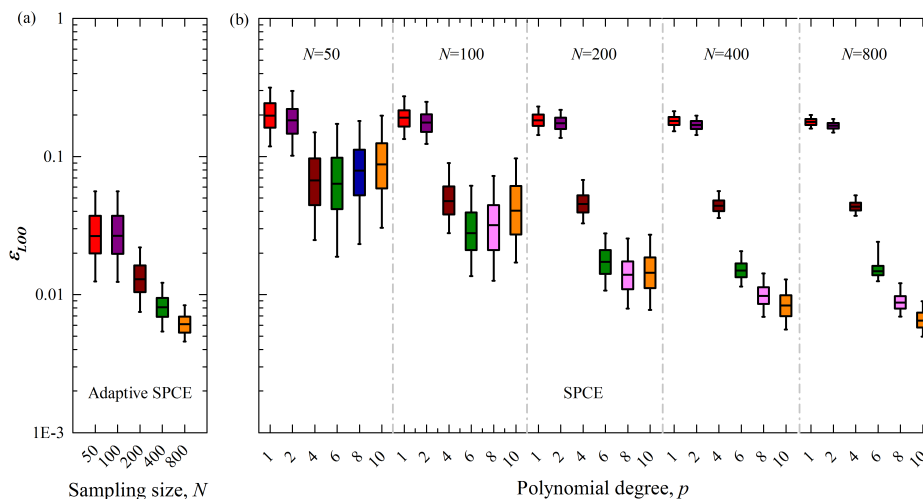 (a)
(b)
1
0.1
0.01
1E-3
ε_LOO
N=50
N=100
N=200
N=400
N=800
Adaptive SPCE
SPCE
50 100 200 400 800
1 2 4 6 8 10 1 2 4 6 8 10 1 2 4 6 8 10 1 2 4 6 8 10 1 2 4 6 8 10
Sampling size, N
Polynomial degree, p